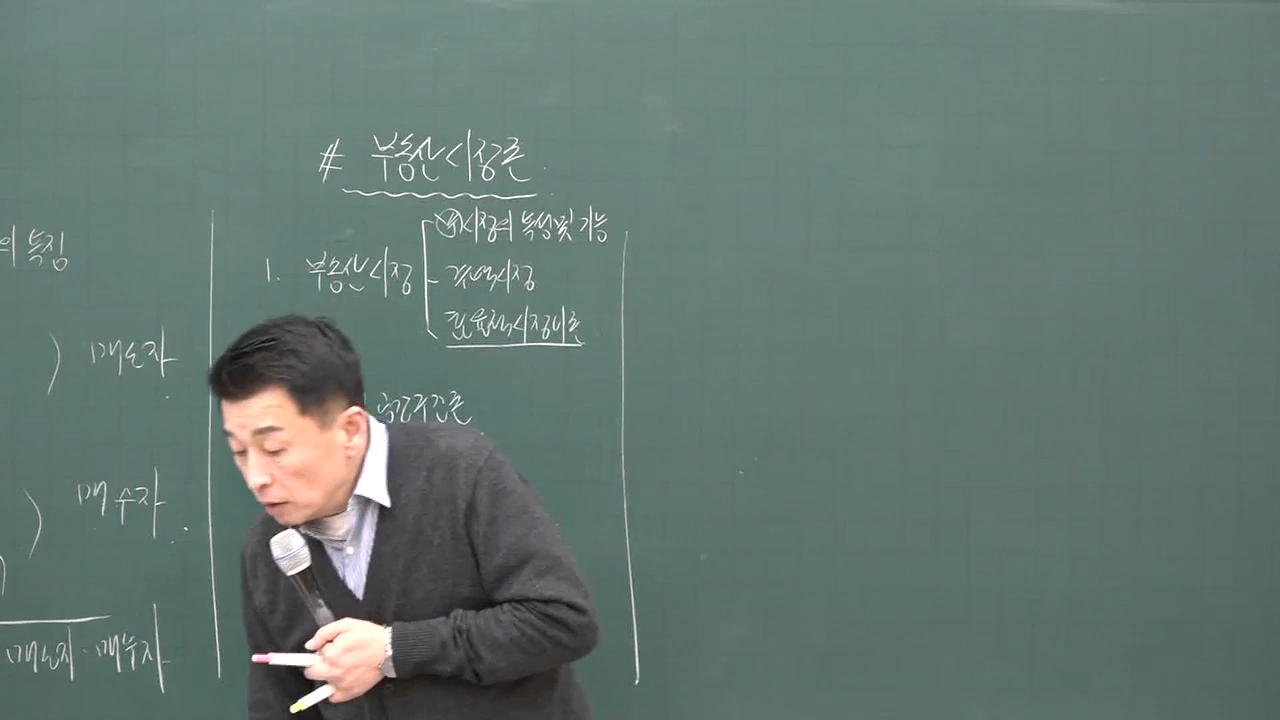 의 특징
매도자
매수자
매도자 · 매수자
# 부동산시장론
1. 부동산시장
시장의 특성 및 기능
주택시장
효율적시장이론